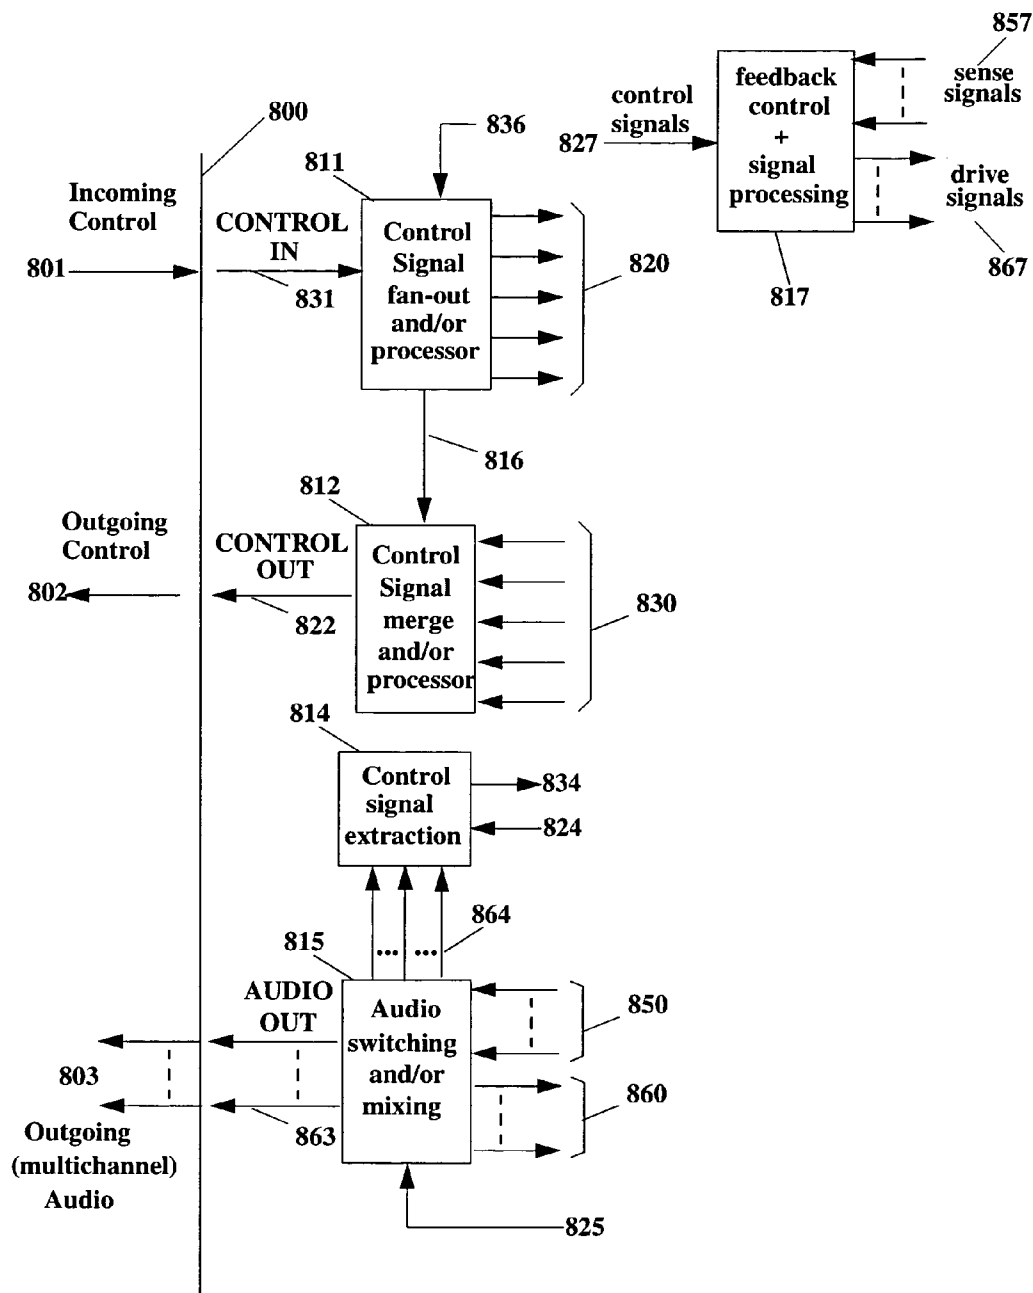 857
sense
signals
feedback
control
+
signal
processing
control
signals
827
drive
signals
867
817
800
836
811
Incoming
Control
801
CONTROL
IN
831
Control
Signal
fan-out
and/or
processor
820
816
812
Outgoing
Control
802
CONTROL
OUT
822
Control
Signal
merge
and/or
processor
830
814
Control
signal
extraction
834
824
... ...
864
815
AUDIO
OUT
Audio
switching
and/or
mixing
850
860
803
863
Outgoing
(multichannel)
Audio
825